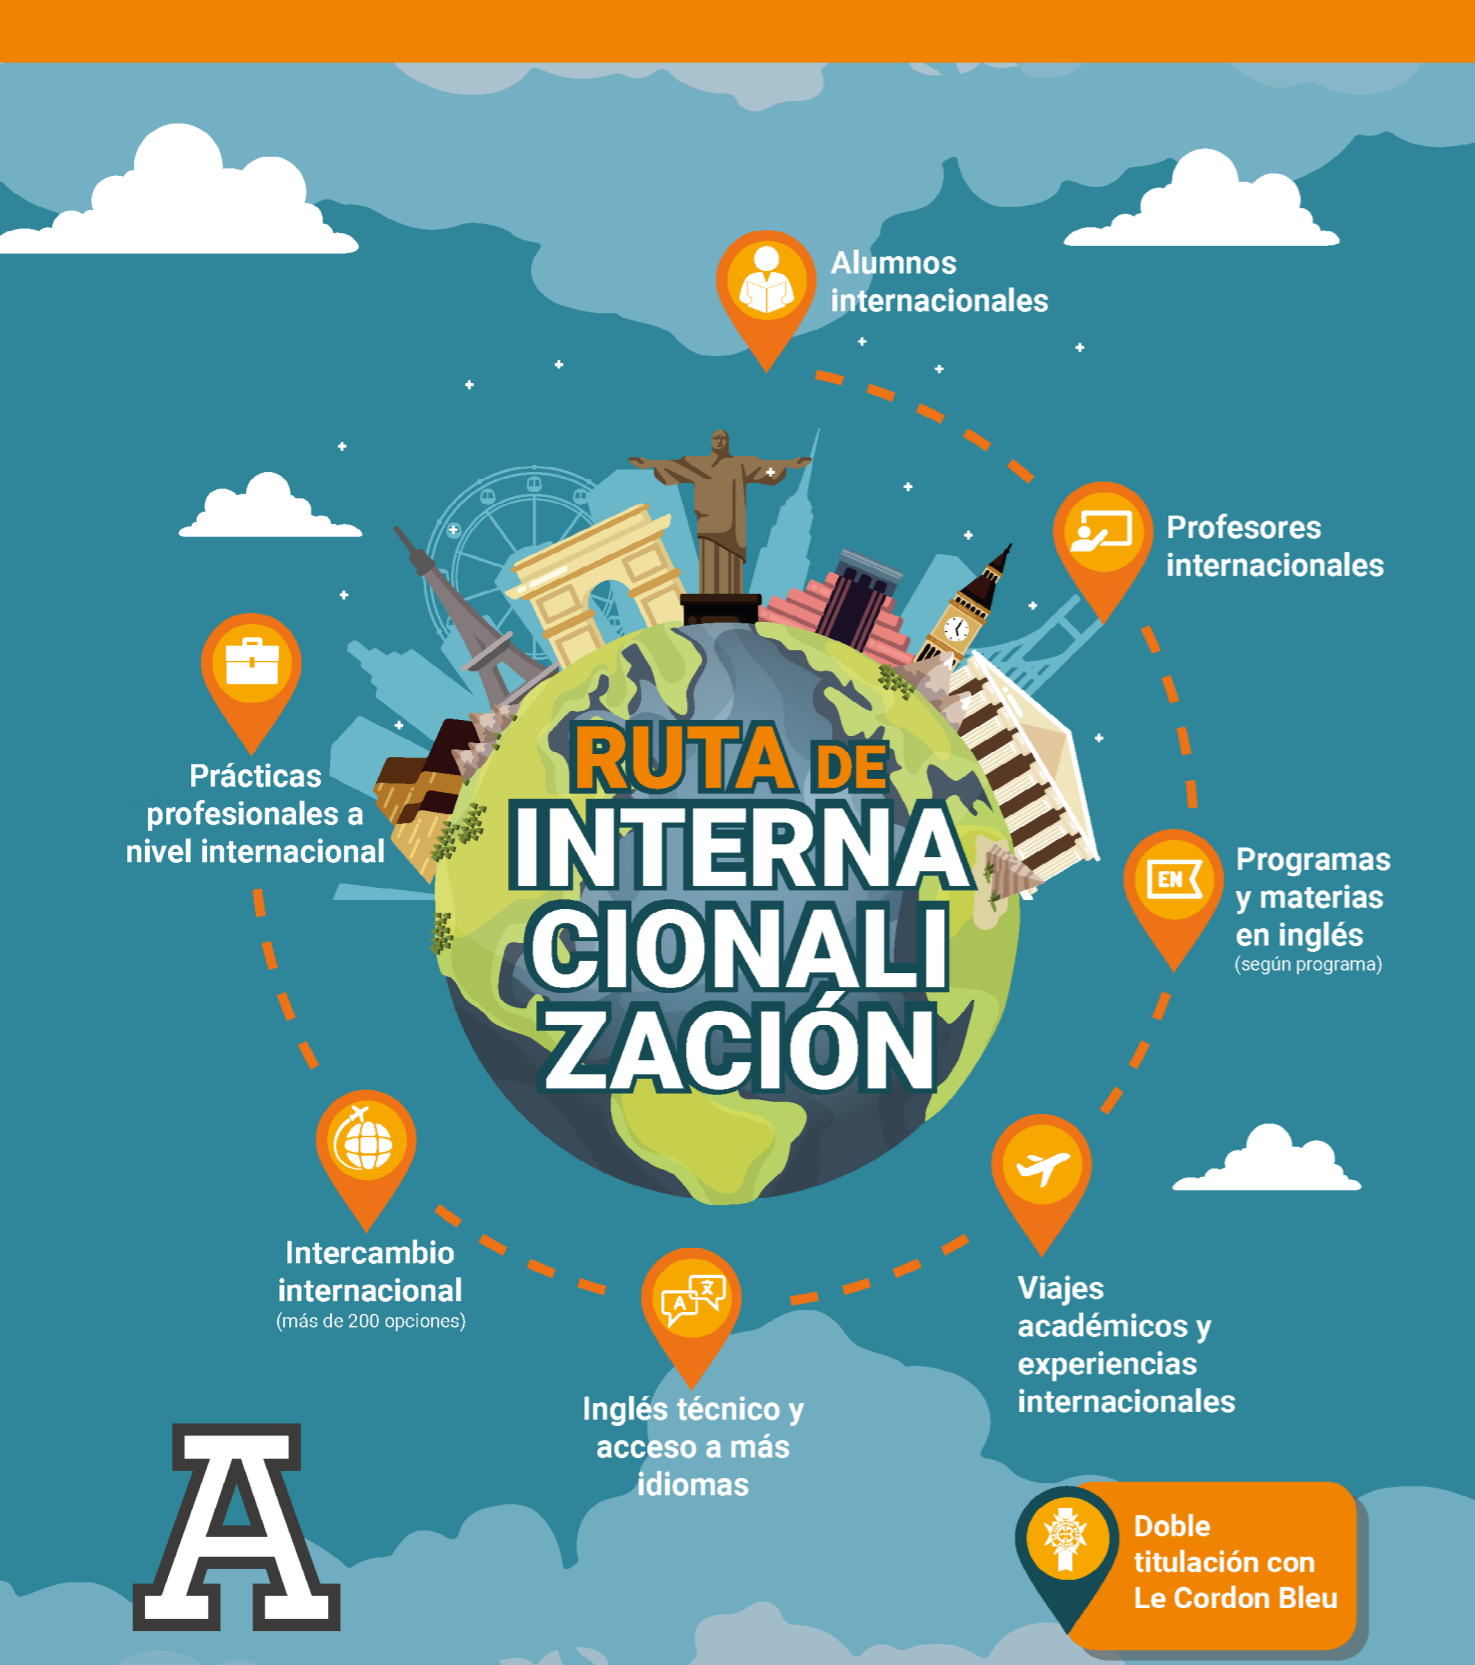 Alumnos
internacionales
Profesores
internacionales
Prácticas
profesionales a
nivel internacional
RUTA DE
INTERNA
CIONALI
ZACIÓN
EN
Programas
y materias
en inglés
(según programa)
Intercambio
internacional
(más de 200 opciones)
A
文
Inglés técnico y
acceso a más
idiomas
Viajes
académicos y
experiencias
internacionales
A
Doble
titulación con
Le Cordon Bleu